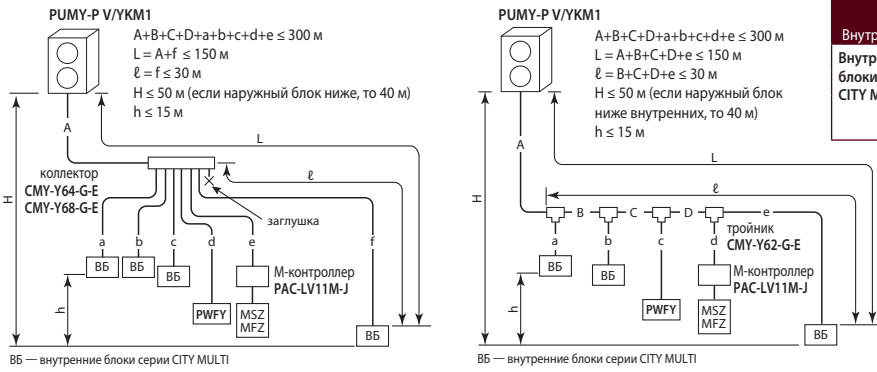 PUMY-P V/YKM1
A+B+C+D+a+b+c+d+e ≤ 300 м
L = A+f ≤ 150 м
ℓ = f ≤ 30 м
H ≤ 50 м (если наружный блок ниже, то 40 м)
h ≤ 15 м
A
L
H
коллектор
CMY-Y64-G-E
CMY-Y68-G-E
ℓ
заглушка
a
b
c
d
e
f
ВБ
ВБ
ВБ
М-контроллер
PAC-LV11M-J
h
PWFY
MSZ
MFZ
ВБ
ВБ — внутренние блоки серии CITY MULTI
PUMY-P V/YKM1
A+B+C+D+a+b+c+d+e ≤ 300 м
L = A+B+C+D+e ≤ 150 м
ℓ = B+C+D+e ≤ 30 м
H ≤ 50 м (если наружный блок
ниже внутренних, то 40 м)
h ≤ 15 м
A
L
H
ℓ
B
C
D
e
тройник
CMY-Y62-G-E
a
b
c
d
ВБ
ВБ
М-контроллер
PAC-LV11M-J
h
PWFY
MSZ
MFZ
ВБ
ВБ — внутренние блоки серии CITY MULTI
Внутр
Внутре
блоки
CITY M